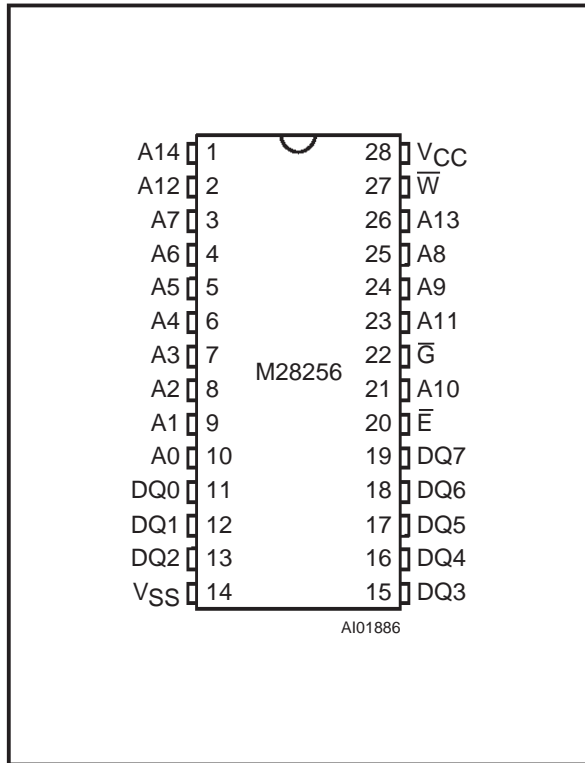 A14 1 28 VCC
A12 2 27 W̅
A7 3 26 A13
A6 4 25 A8
A5 5 24 A9
A4 6 23 A11
A3 7 22 G̅
M28256
A2 8 21 A10
A1 9 20 E̅
A0 10 19 DQ7
DQ0 11 18 DQ6
DQ1 12 17 DQ5
DQ2 13 16 DQ4
VSS 14 15 DQ3
AI01886